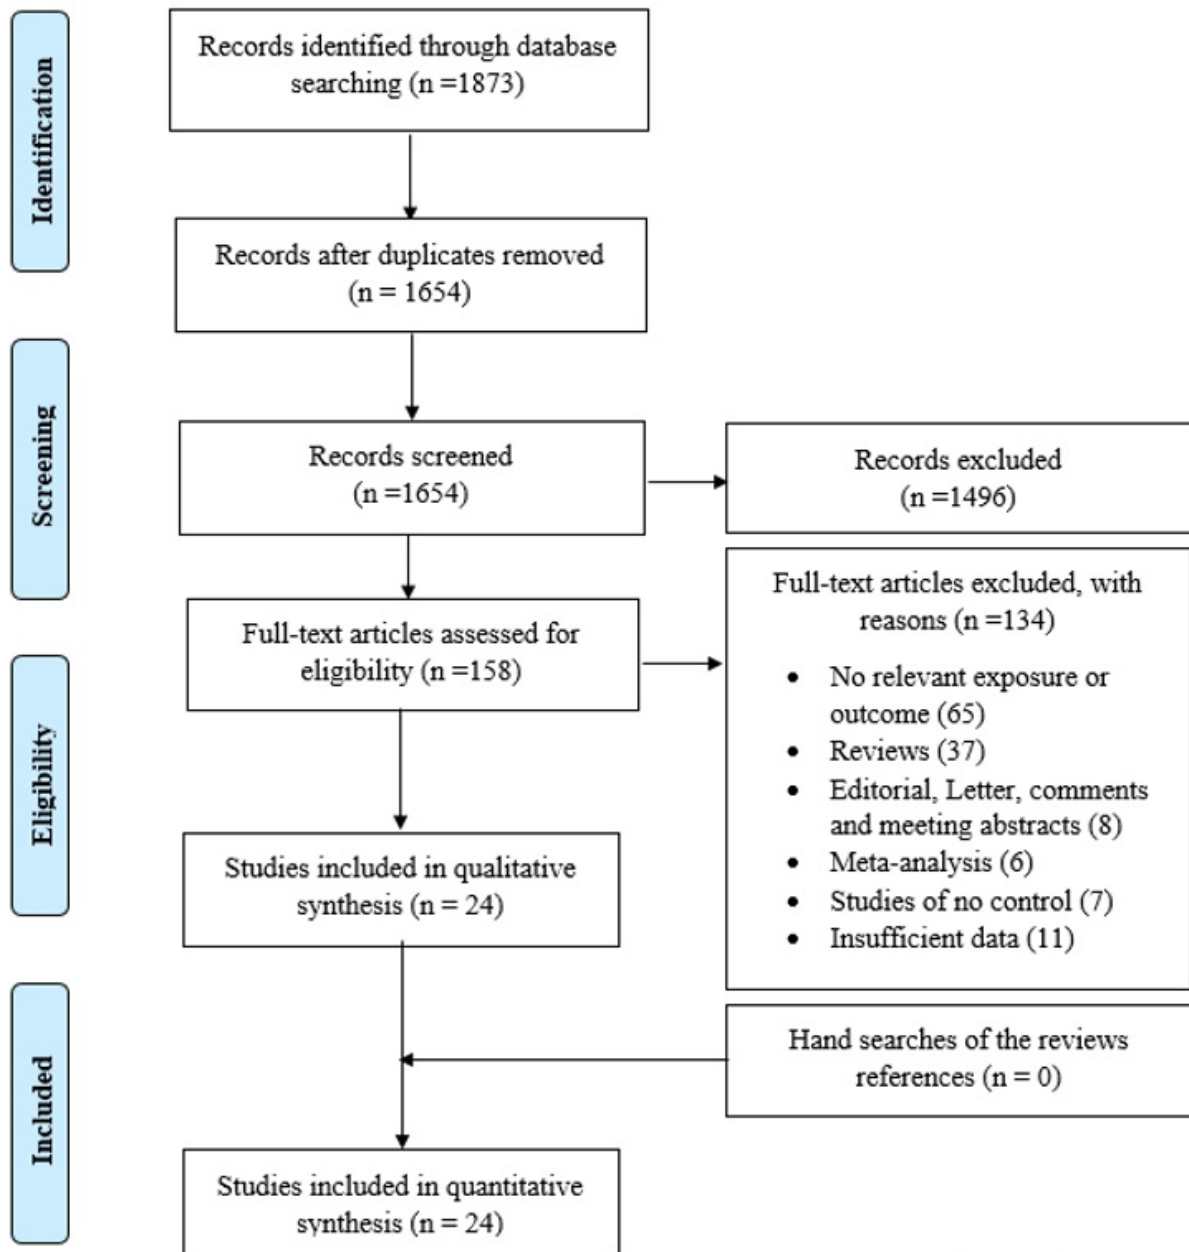 Identification
Records identified through database
searching (n =1873)
Records after duplicates removed
(n = 1654)
Screening
Records screened
(n =1654)
Records excluded
(n =1496)
Eligibility
Full-text articles assessed for
eligibility (n =158)
Full-text articles excluded, with
reasons (n =134)
• No relevant exposure or
outcome (65)
• Reviews (37)
• Editorial, Letter, comments
and meeting abstracts (8)
• Meta-analysis (6)
• Studies of no control (7)
• Insufficient data (11)
Studies included in qualitative
synthesis (n = 24)
Included
Hand searches of the reviews
references (n = 0)
Studies included in quantitative
synthesis (n = 24)